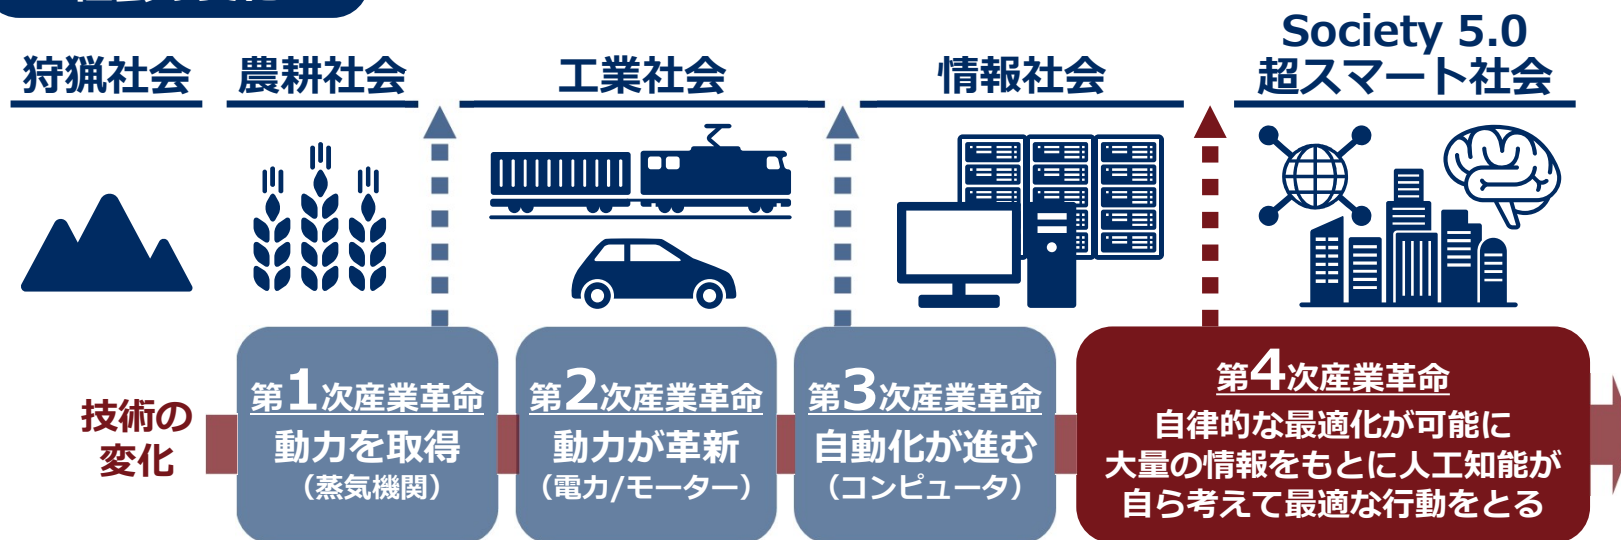 狩猟社会
農耕社会
工業社会
情報社会
Society 5.0
超スマート社会
技術の
変化
第1次産業革命
動力を取得
（蒸気機関）
第2次産業革命
動力が革新
（電力/モーター）
第3次産業革命
自動化が進む
（コンピュータ）
第4次産業革命
自律的な最適化が可能に
大量の情報をもとに人工知能が
自ら考えて最適な行動をとる